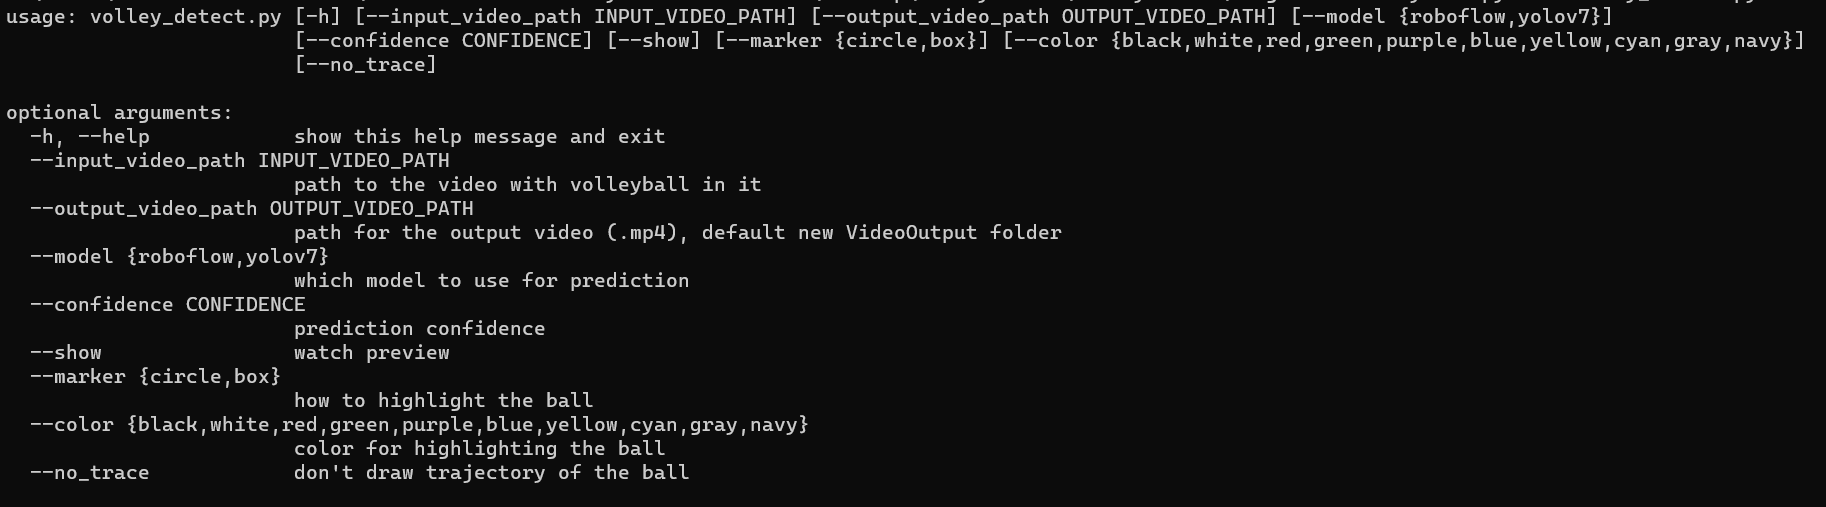 usage: volley_detect.py [-h] [--input_video_path INPUT_VIDEO_PATH] [--output_video_path OUTPUT_VIDEO_PATH] [--model {roboflow,yolov7}]
[--confidence CONFIDENCE] [--show] [--marker {circle,box}] [--color {black,white,red,green,purple,blue,yellow,cyan,gray,navy}]
[--no_trace]
optional arguments:
-h, --help show this help message and exit
--input_video_path INPUT_VIDEO_PATH
path to the video with volleyball in it
--output_video_path OUTPUT_VIDEO_PATH
path for the output video (.mp4), default new VideoOutput folder
--model {roboflow,yolov7}
which model to use for prediction
--confidence CONFIDENCE
prediction confidence
--show watch preview
--marker {circle,box}
how to highlight the ball
--color {black,white,red,green,purple,blue,yellow,cyan,gray,navy}
color for highlighting the ball
--no_trace don't draw trajectory of the ball